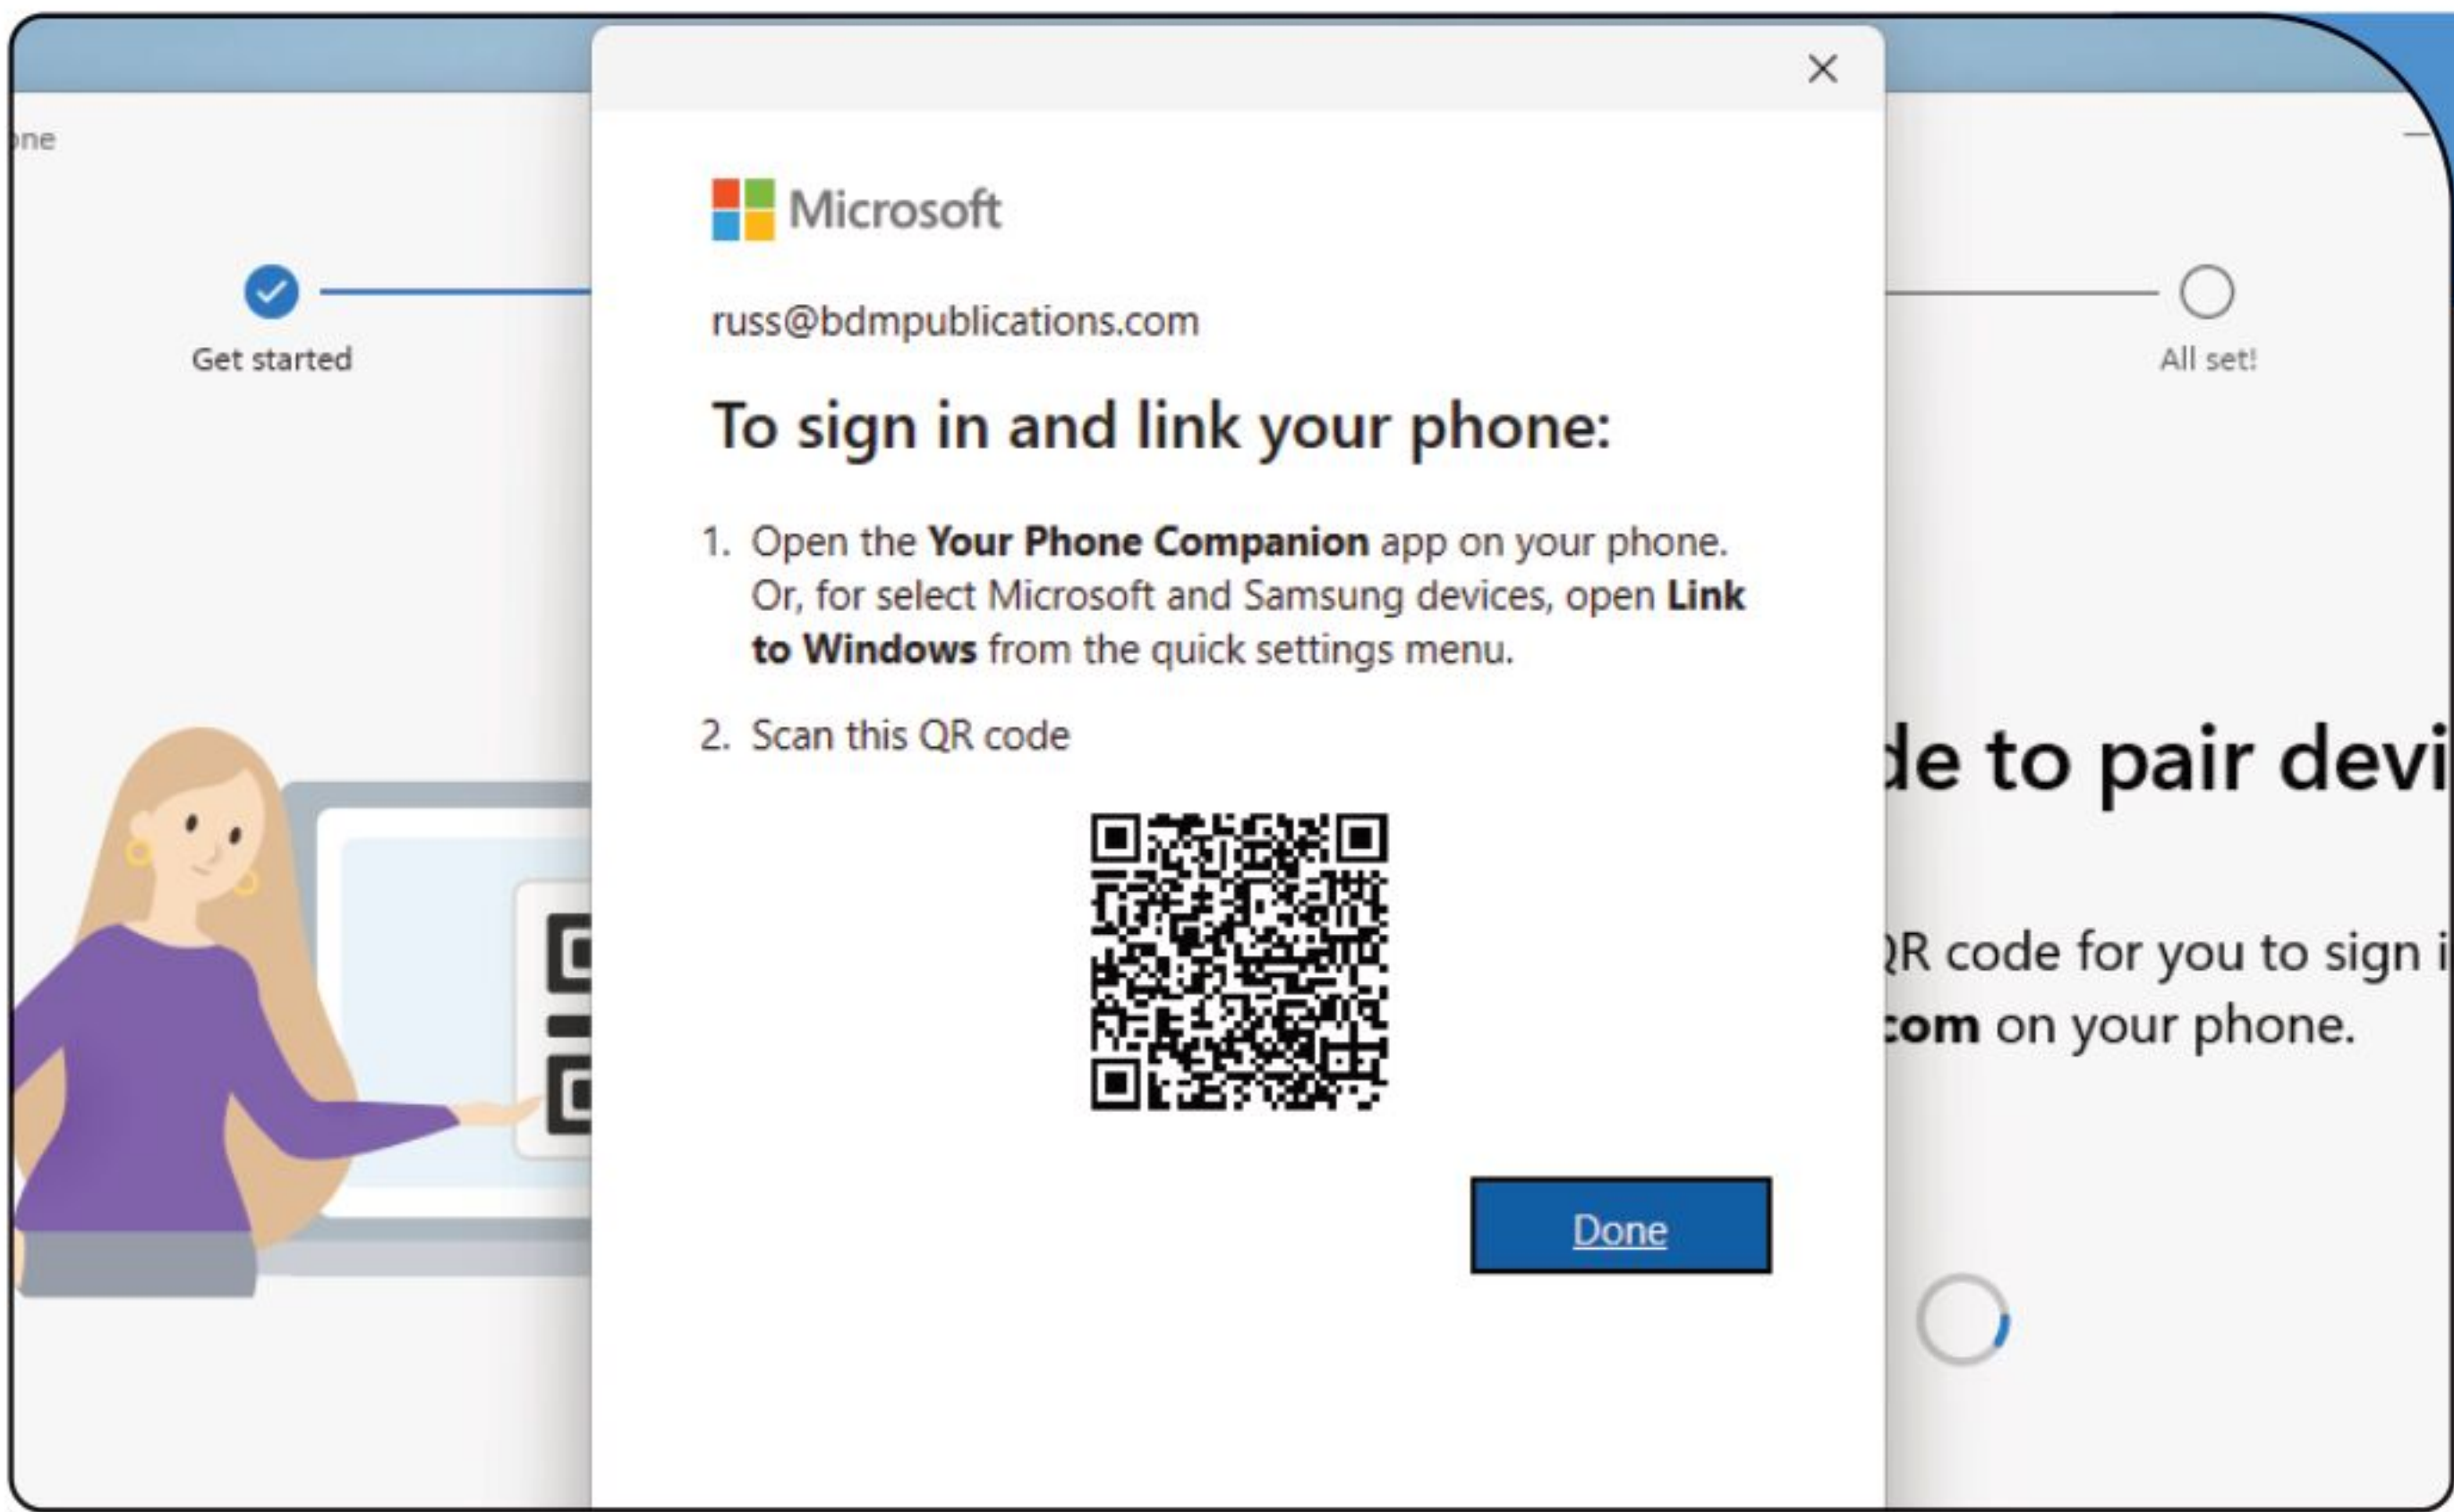 Microsoft
russ@bdmpublications.com
Get started
All set!
To sign in and link your phone:
1. Open the Your Phone Companion app on your phone.
Or, for select Microsoft and Samsung devices, open Link
to Windows from the quick settings menu.
2. Scan this QR code
to pair
QR code for you to sign
com on your phone.
Done